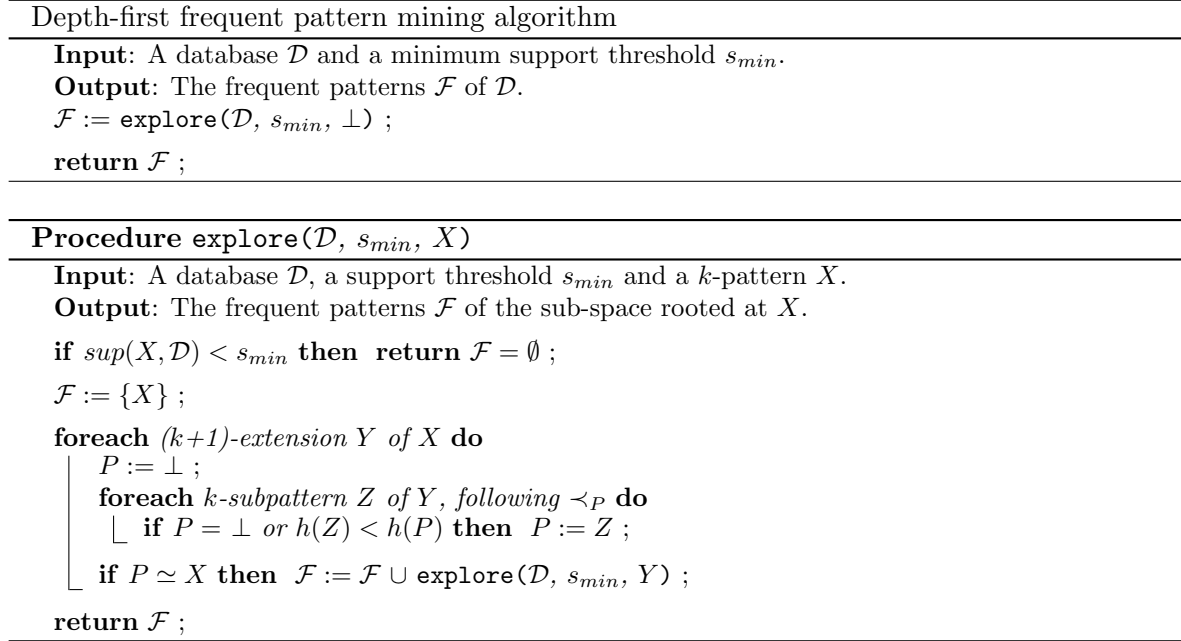 Depth-first frequent pattern mining algorithm
Input: A database 𝒟 and a minimum support threshold s_min.
Output: The frequent patterns ℱ of 𝒟.
ℱ := explore(𝒟, s_min, ⊥) ;
return ℱ ;
Procedure explore(𝒟, s_min, X)
Input: A database 𝒟, a support threshold s_min and a k-pattern X.
Output: The frequent patterns ℱ of the sub-space rooted at X.
if sup(X, 𝒟) < s_min then return ℱ = ∅ ;
ℱ := {X} ;
foreach (k+1)-extension Y of X do
P := ⊥ ;
foreach k-subpattern Z of Y, following ≺_P do
if P = ⊥ or h(Z) < h(P) then P := Z ;
if P ≃ X then ℱ := ℱ ∪ explore(𝒟, s_min, Y) ;
return ℱ ;